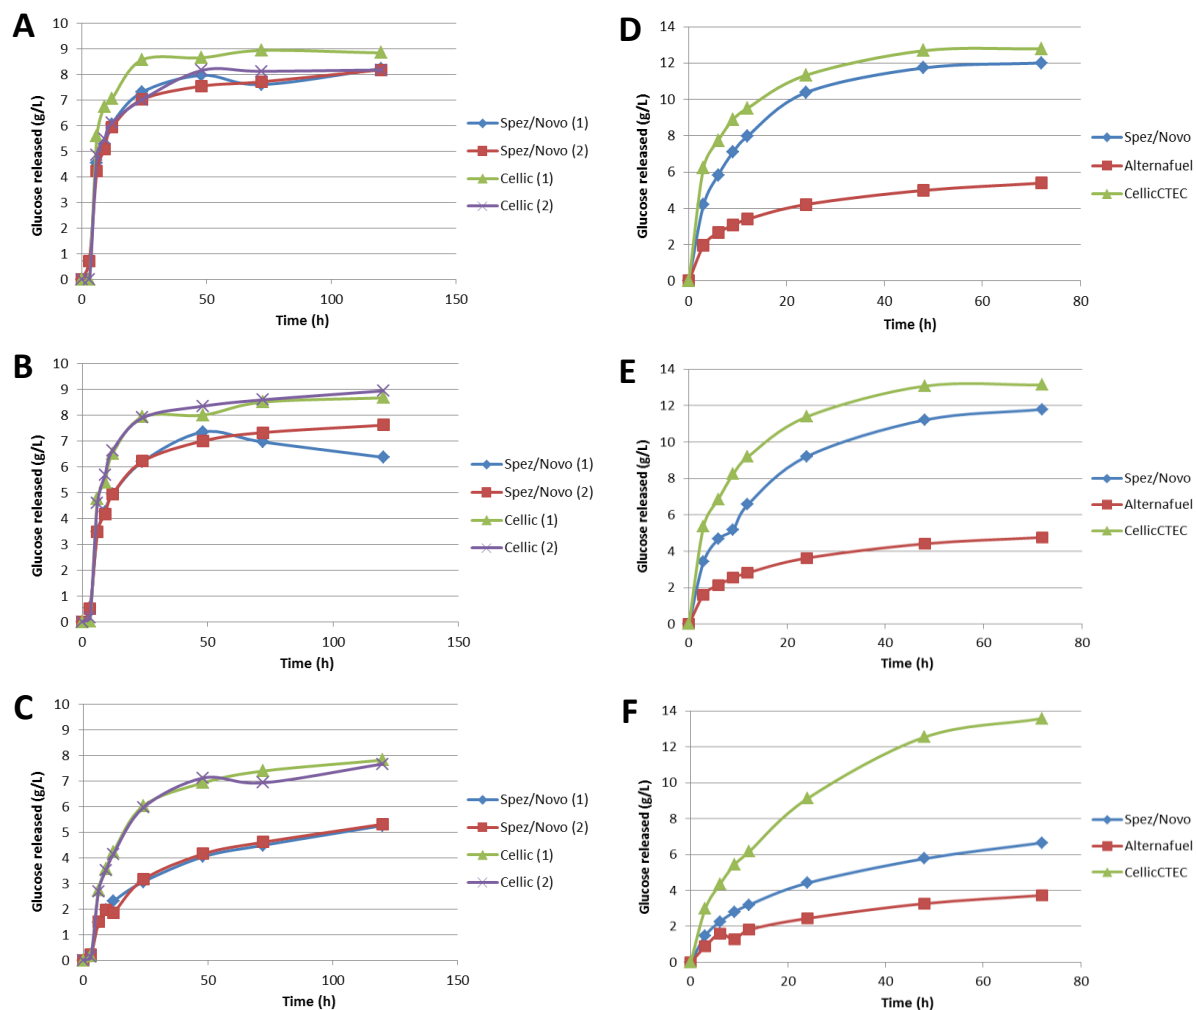 A
Glucose released (g/L)
10
9
8
7
6
5
4
3
2
1
0
0 50 100 150
Time (h)
Spez/Novo (1)
Spez/Novo (2)
Cellic (1)
Cellic (2)
D
Glucose released (g/L)
14
12
10
8
6
4
2
0
0 20 40 60 80
Time (h)
Spez/Novo
Alternafuel
CellicCTEC
B
Glucose released (g/L)
10
9
8
7
6
5
4
3
2
1
0
0 50 100 150
Time (h)
Spez/Novo (1)
Spez/Novo (2)
Cellic (1)
Cellic (2)
E
Glucose released (g/L)
14
12
10
8
6
4
2
0
0 20 40 60 80
Time (h)
Spez/Novo
Alternafuel
CellicCTEC
C
Glucose released (g/L)
10
9
8
7
6
5
4
3
2
1
0
0 50 100 150
Time (h)
Spez/Novo (1)
Spez/Novo (2)
Cellic (1)
Cellic (2)
F
Glucose released (g/L)
14
12
10
8
6
4
2
0
0 20 40 60 80
Time (h)
Spez/Novo
Alternafuel
CellicCTEC